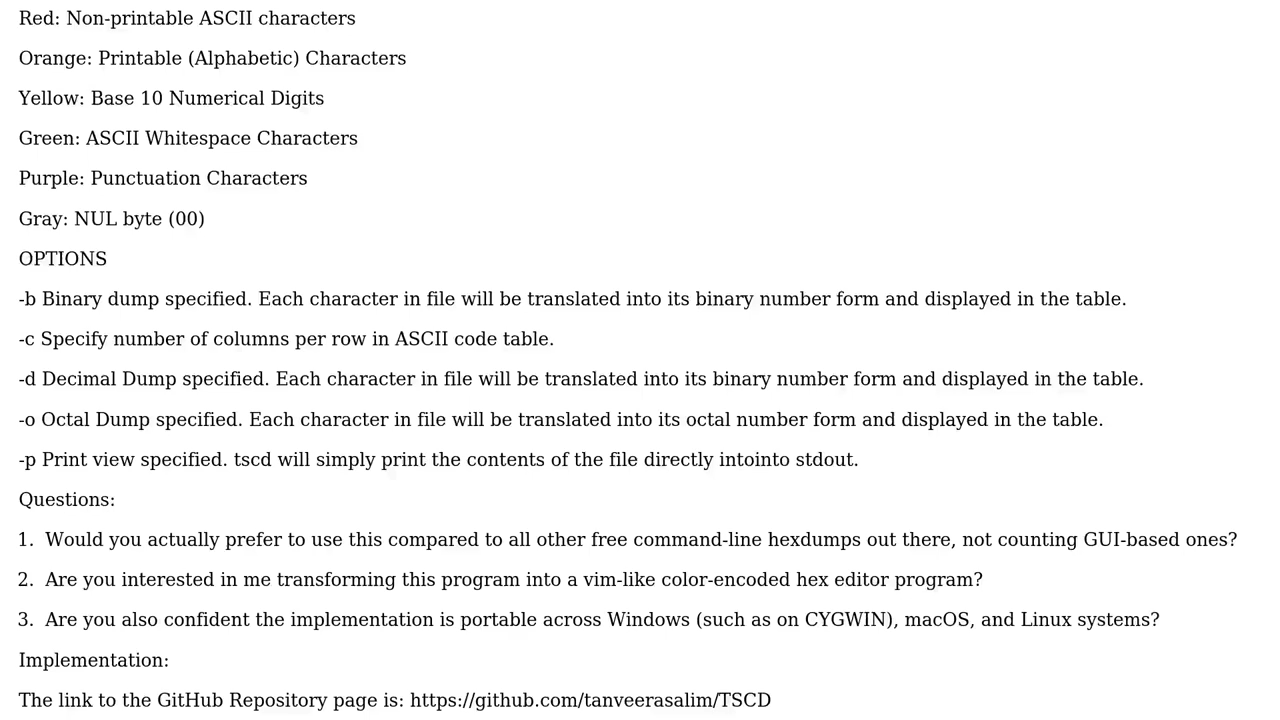 Red: Non-printable ASCII characters
Orange: Printable (Alphabetic) Characters
Yellow: Base 10 Numerical Digits
Green: ASCII Whitespace Characters
Purple: Punctuation Characters
Gray: NUL byte (00)
OPTIONS
-b Binary dump specified. Each character in file will be translated into its binary number form and displayed in the table.
-c Specify number of columns per row in ASCII code table.
-d Decimal Dump specified. Each character in file will be translated into its binary number form and displayed in the table.
-o Octal Dump specified. Each character in file will be translated into its octal number form and displayed in the table.
-p Print view specified. tscd will simply print the contents of the file directly intointo stdout.
Questions:
1. Would you actually prefer to use this compared to all other free command-line hexdumps out there, not counting GUI-based ones?
2. Are you interested in me transforming this program into a vim-like color-encoded hex editor program?
3. Are you also confident the implementation is portable across Windows (such as on CYGWIN), macOS, and Linux systems?
Implementation:
The link to the GitHub Repository page is: https://github.com/tanveerasalim/TSCD